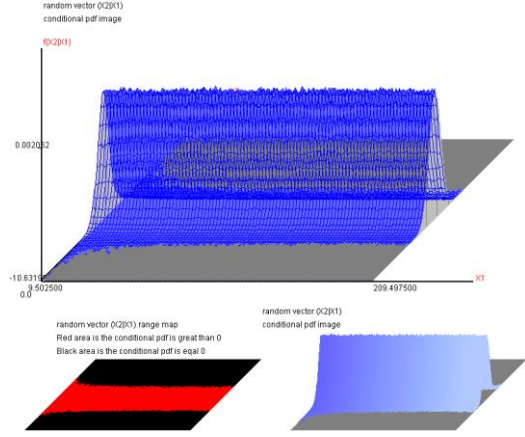 random vector (X2|X1)
conditional pdf image
f(X2|X1)
0.002052
-10.6319
9.502500
0.0
209.497500
X1
random vector (X2|X1) range map
Red area is the conditional pdf is great than 0
Black area is the conditional pdf is eqal 0
random vector (X2|X1)
conditional pdf image